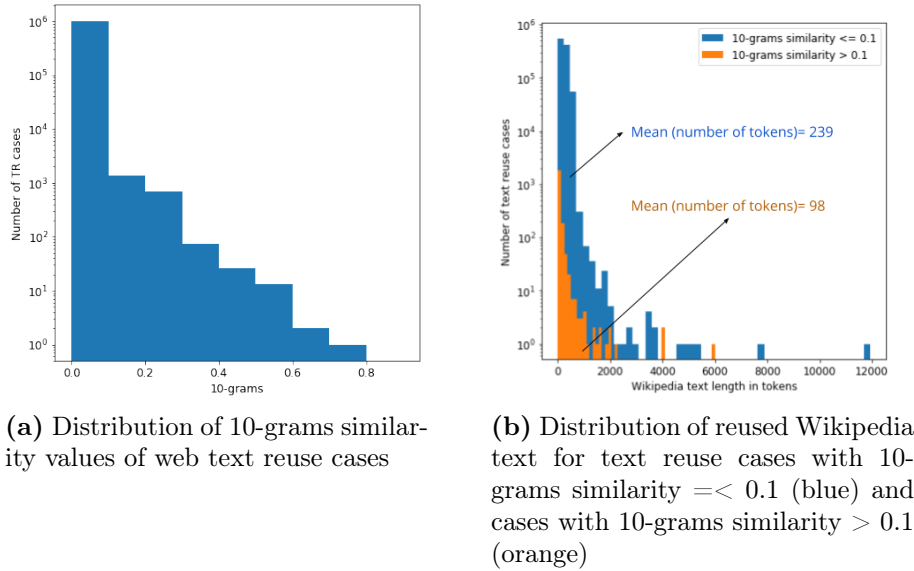 10⁶
10⁵
10⁴
10³
10²
10¹
10⁰
Number of TR cases
0.0 0.2 0.4 0.6 0.8
10-grams
(a) Distribution of 10-grams similar-
ity values of web text reuse cases
10-grams similarity <= 0.1
10-grams similarity > 0.1
10⁶
10⁵
10⁴
10³
10²
10¹
10⁰
Number of text reuse cases
Mean (number of tokens)= 239
Mean (number of tokens)= 98
0 2000 4000 6000 8000 10000 12000
Wikipedia text length in tokens
(b) Distribution of reused Wikipedia
text for text reuse cases with 10-
grams similarity =< 0.1 (blue) and
cases with 10-grams similarity > 0.1
(orange)